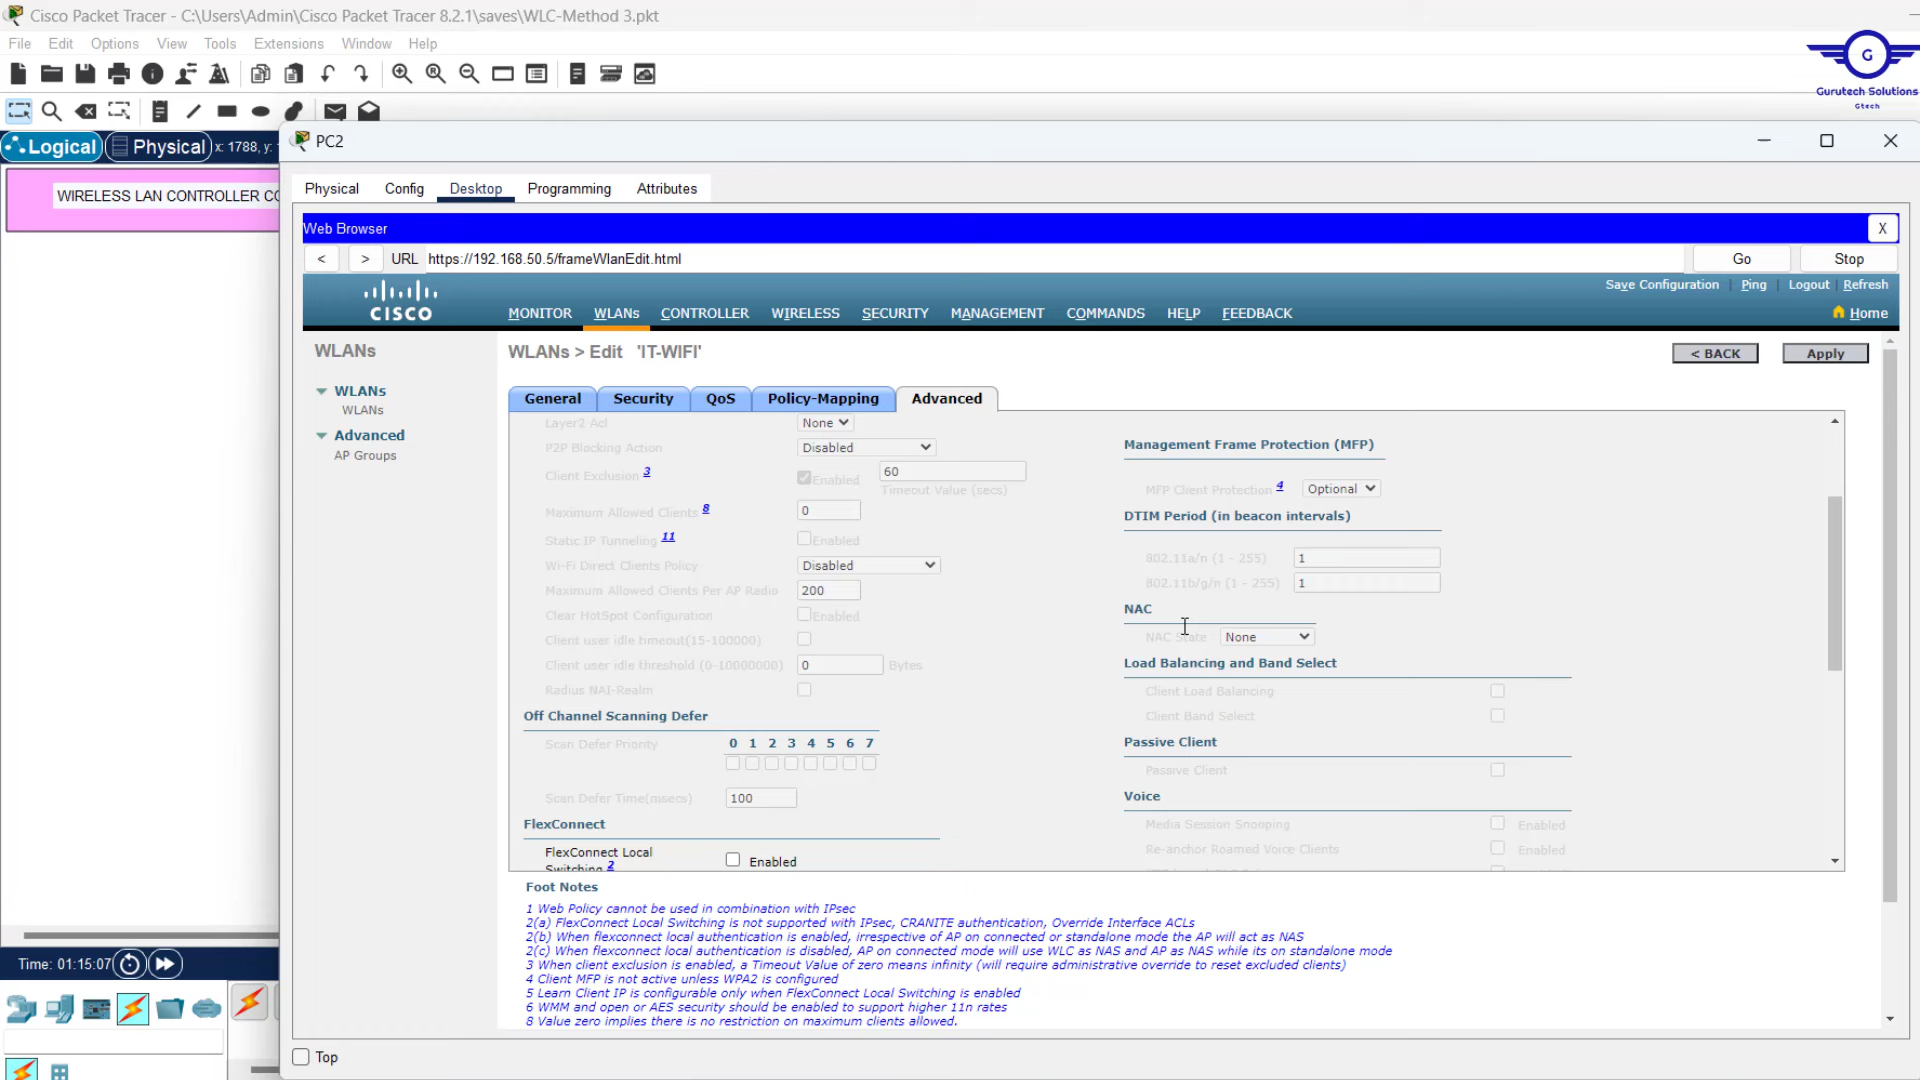 Cisco Packet Tracer - C:\Users\Admin\Cisco Packet Tracer 8.2.1\saves\WLC-Method 3.pkt
File Edit Options View Tools Extensions Window Help
G
Gurutech Solutions
Gtech
Logical Physical x: 1788, y:
PC2
WIRELESS LAN CONTROLLER CO
Physical Config Desktop Programming Attributes
Web Browser X
< > URL https://192.168.50.5/frameWlanEdit.html Go Stop
Save Configuration | Ping | Logout | Refresh
CISCO MONITOR WLANs CONTROLLER WIRELESS SECURITY MANAGEMENT COMMANDS HELP FEEDBACK Home
WLANs
WLANs > Edit 'IT-WIFI' < BACK Apply
WLANs
WLANs
Advanced
AP Groups
General Security QoS Policy-Mapping Advanced
Layer2 Acl None
P2P Blocking Action Disabled
Client Exclusion 3 Enabled 60
Timeout Value (secs)
Maximum Allowed Clients 8 0
Static IP Tunneling 11 Enabled
Wi-Fi Direct Clients Policy Disabled
Maximum Allowed Clients Per AP Radio 200
Clear HotSpot Configuration Enabled
Client user idle timeout(15-100000)
Client user idle threshold (0-10000000) 0 Bytes
Radius NAI-Realm
Off Channel Scanning Defer
Scan Defer Priority 0 1 2 3 4 5 6 7
Scan Defer Time(msecs) 100
FlexConnect
FlexConnect Local
Switching 2 Enabled
Management Frame Protection (MFP)
MFP Client Protection 4 Optional
DTIM Period (in beacon intervals)
802.11a/n (1 - 255) 1
802.11b/g/n (1 - 255) 1
NAC
NAC State None
Load Balancing and Band Select
Client Load Balancing
Client Band Select
Passive Client
Passive Client
Voice
Media Session Snooping Enabled
Re-anchor Roamed Voice Clients Enabled
Foot Notes
1 Web Policy cannot be used in combination with IPsec
2(a) FlexConnect Local Switching is not supported with IPsec, CRANITE authentication, Override Interface ACLs
2(b) When flexconnect local authentication is enabled, irrespective of AP on connected or standalone mode the AP will act as NAS
2(c) When flexconnect local authentication is disabled, AP on connected mode will use WLC as NAS and AP as NAS while its on standalone mode
3 When client exclusion is enabled, a Timeout Value of zero means infinity (will require administrative override to reset excluded clients)
4 Client MFP is not active unless WPA2 is configured
5 Learn Client IP is configurable only when FlexConnect Local Switching is enabled
6 WMM and open or AES security should be enabled to support higher 11n rates
8 Value zero implies there is no restriction on maximum clients allowed.
Time: 01:15:07
Top